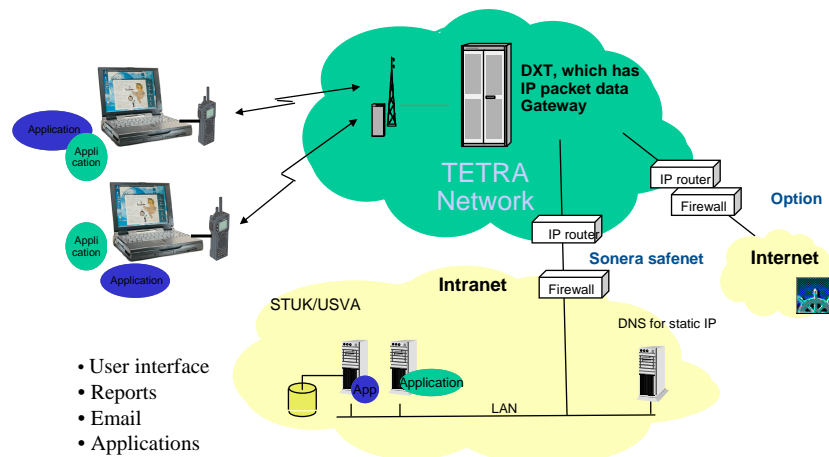 DXT, which has
IP packet data
Gateway
Application
Appli
cation
TETRA
Network
IP router
Firewall
Option
Appli
cation
Application
IP router
Sonera safenet
Internet
Intranet
Firewall
STUK/USVA
DNS for static IP
• User interface
• Reports
• Email
• Applications
App
Application
LAN